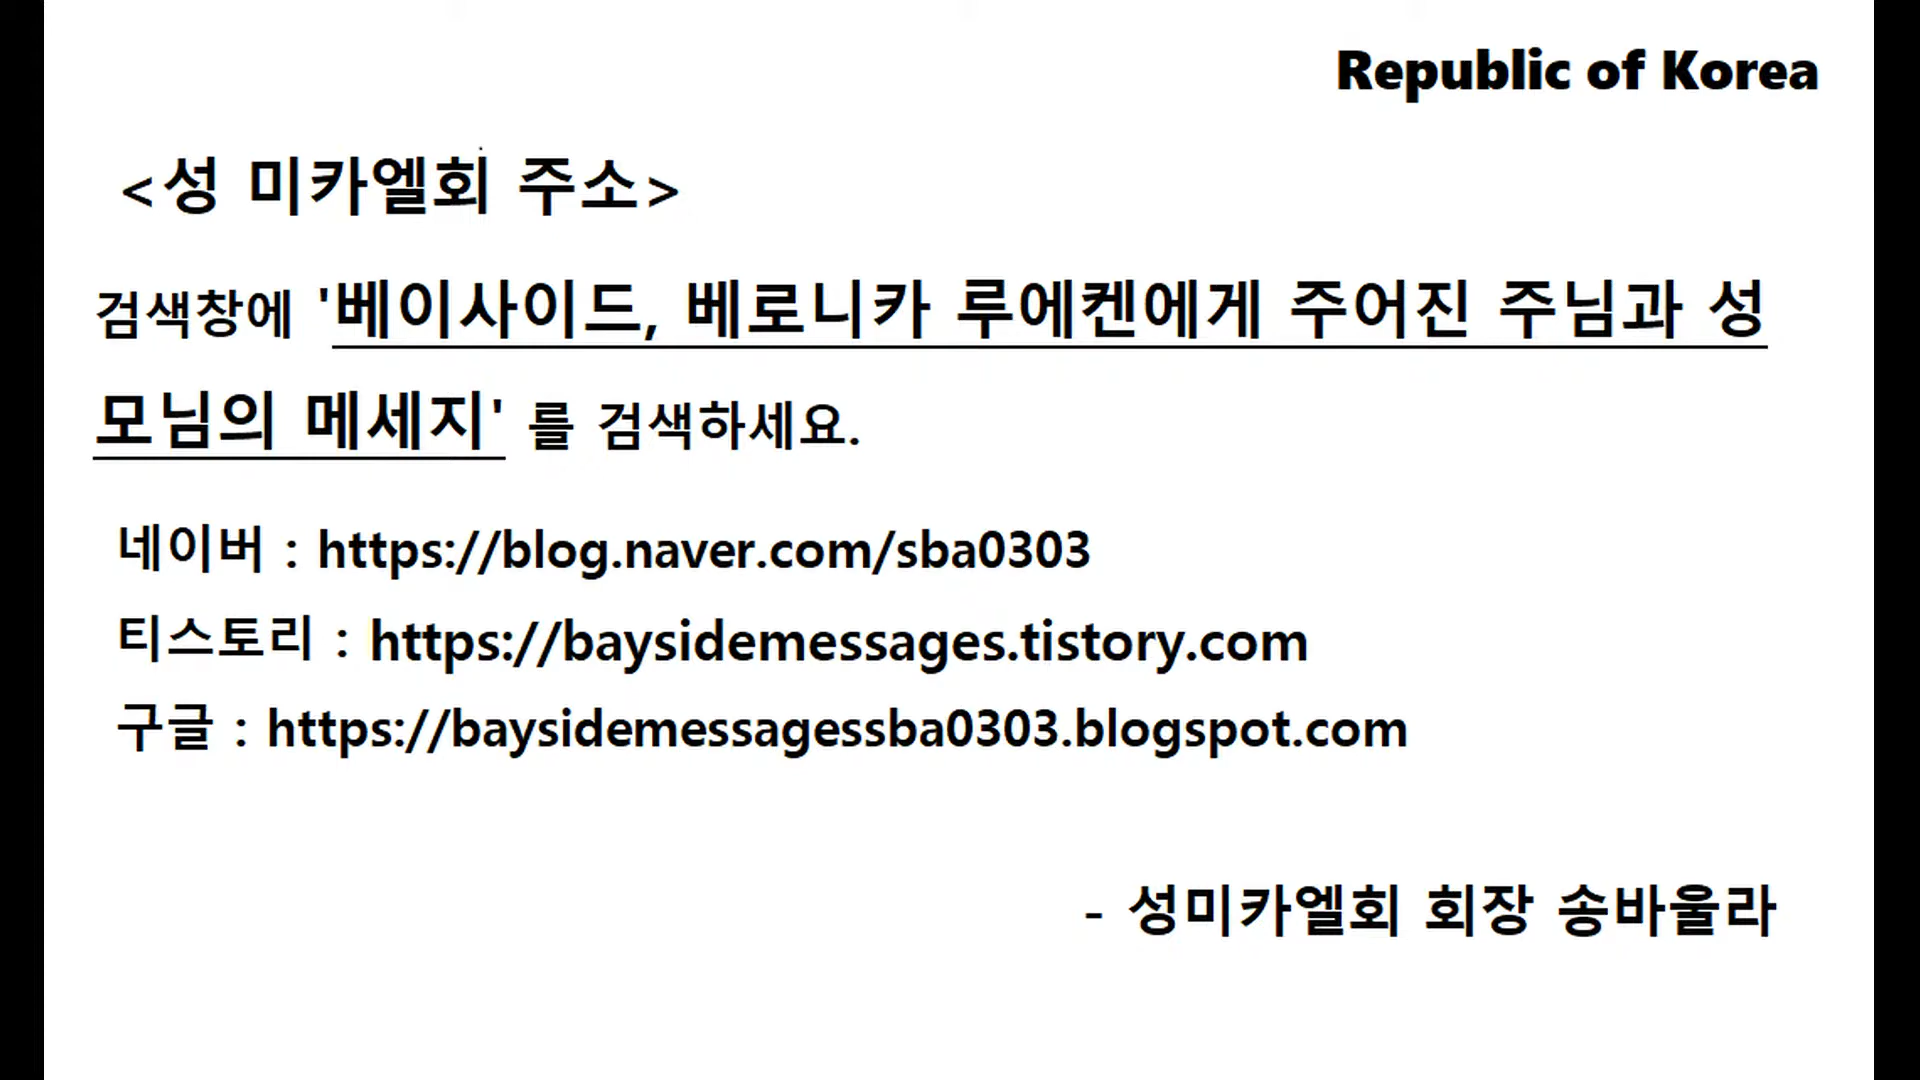 Republic of Korea
<성 미카엘회 주소>
검색창에 '베이사이드, 베로니카 루에켄에게 주어진 주님과 성
모님의 메세지' 를 검색하세요.
네이버 : https://blog.naver.com/sba0303
티스토리 : https://baysidemessages.tistory.com
구글 : https://baysidemessagessba0303.blogspot.com
- 성미카엘회 회장 송바울라